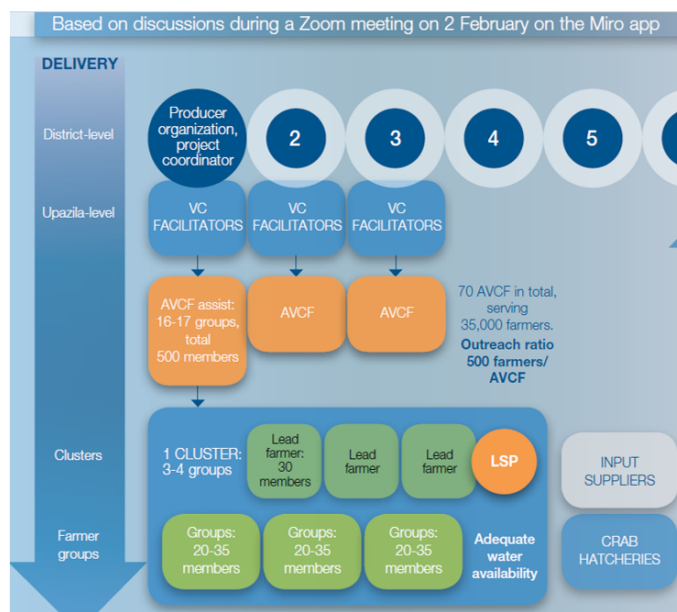 Based on discussions during a Zoom meeting on 2 February on the Miro app
DELIVERY
District-level
Producer
organization,
project
coordinator
2
3
4
5
Upazila-level
VC
FACILITATORS
VC
FACILITATORS
VC
FACILITATORS
AVCF assist:
16-17 groups,
total
500 members
AVCF
AVCF
70 AVCF in total,
serving
35,000 farmers.
Outreach ratio
500 farmers/
AVCF
Clusters
1 CLUSTER:
3-4 groups
Lead
farmer:
30
members
Lead
farmer
Lead
farmer
LSP
INPUT
SUPPLIERS
Farmer
groups
Groups:
20-35
members
Groups:
20-35
members
Groups:
20-35
members
Adequate
water
availability
CRAB
HATCHERIES